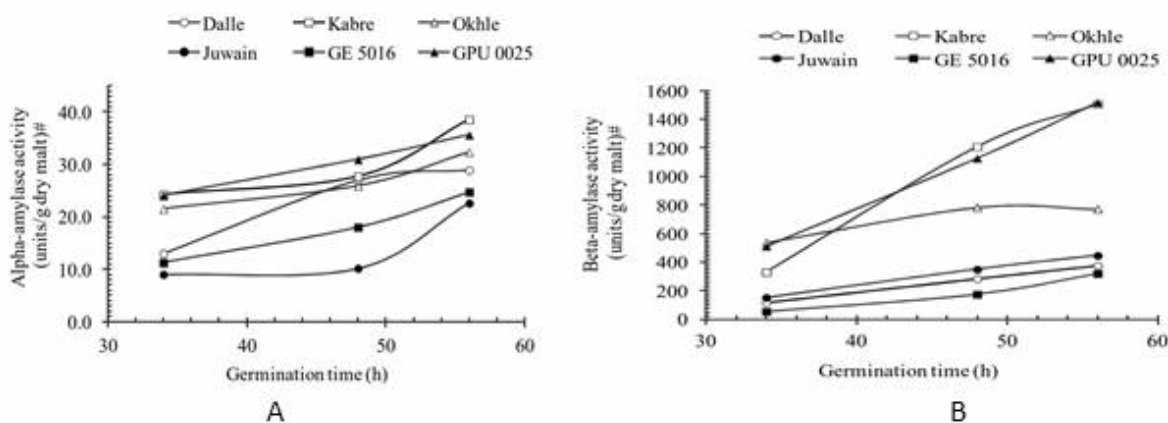 Dalle Kabre Okhle
Juwain GE 5016 GPU 0025
Alpha-amylase activity
(units/g dry malt)#
40.0
30.0
20.0
10.0
0.0
30 40 50 60
Germination time (h)
A
Dalle Kabre Okhle
Juwain GE 5016 GPU 0025
Beta-amylase activity
(units/g dry malt)#
1600
1400
1200
1000
800
600
400
200
0
30 40 50 60
Germination time (h)
B